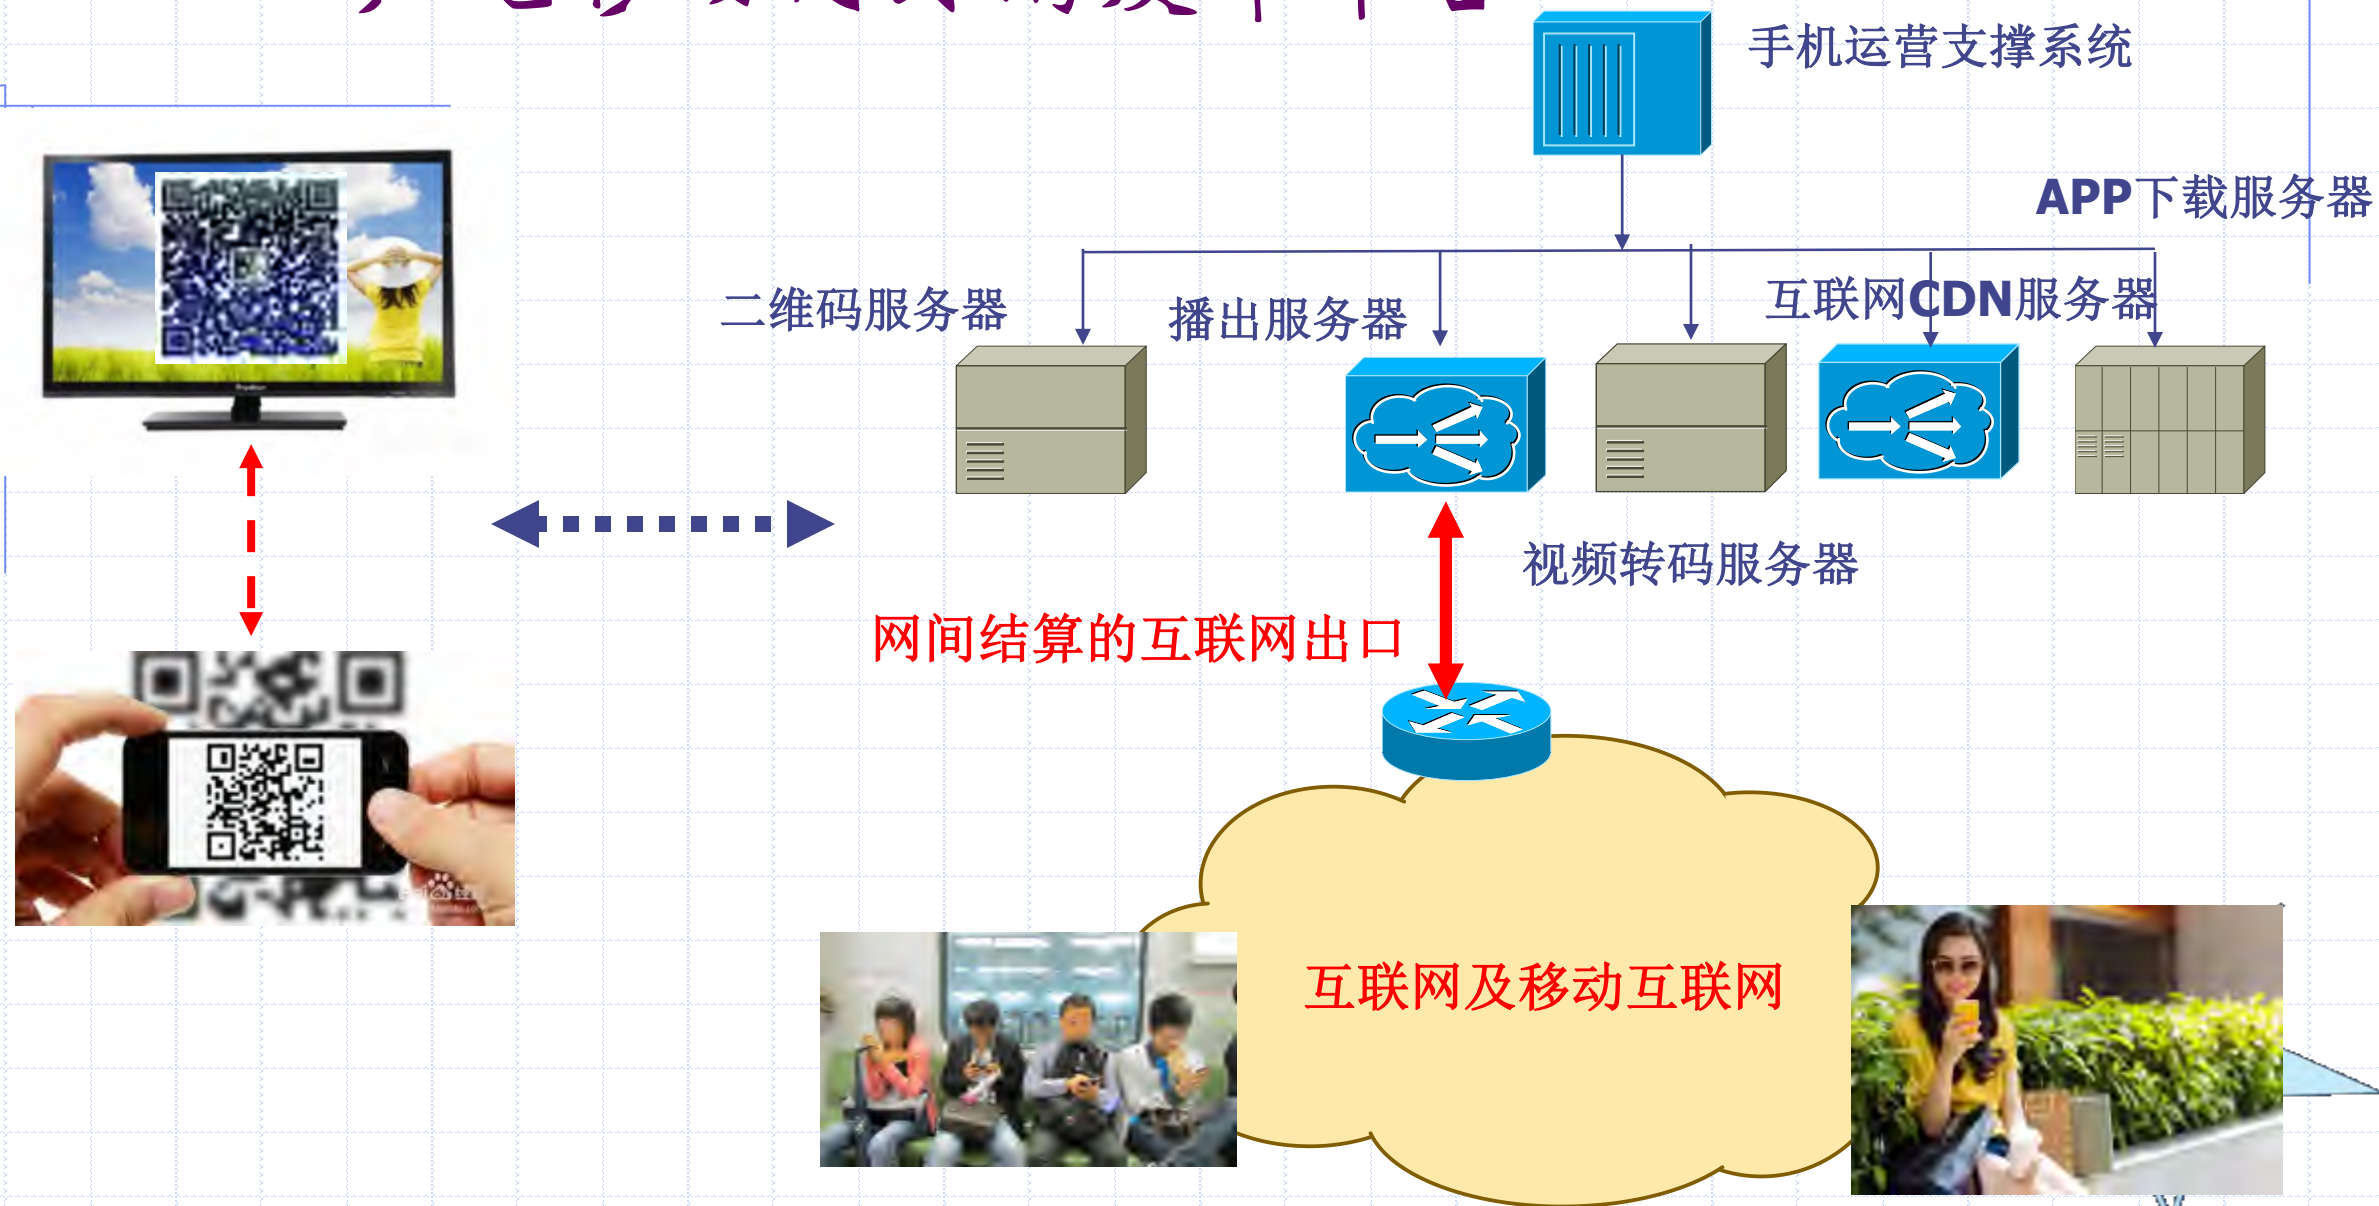 手机运营支撑系统
APP下载服务器
二维码服务器
播出服务器
互联网CDN服务器
视频转码服务器
网间结算的互联网出口
互联网及移动互联网